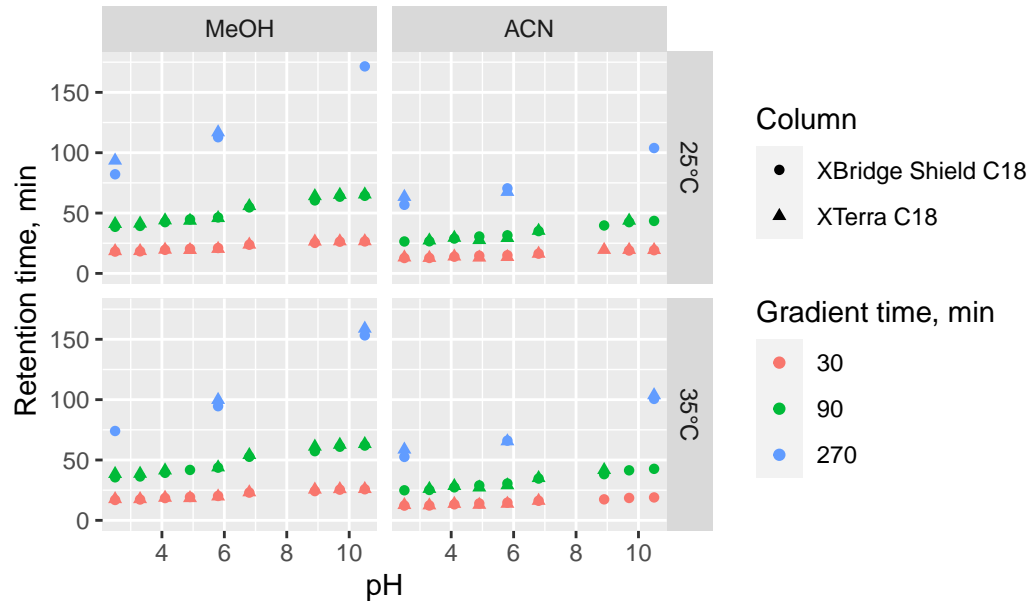 MeOH ACN
Retention time, min
150
100
50
0
25°C
150
100
50
0
35°C
4 6 8 10 4 6 8 10
pH
Column
XBridge Shield C18
XTerra C18
Gradient time, min
30
90
270